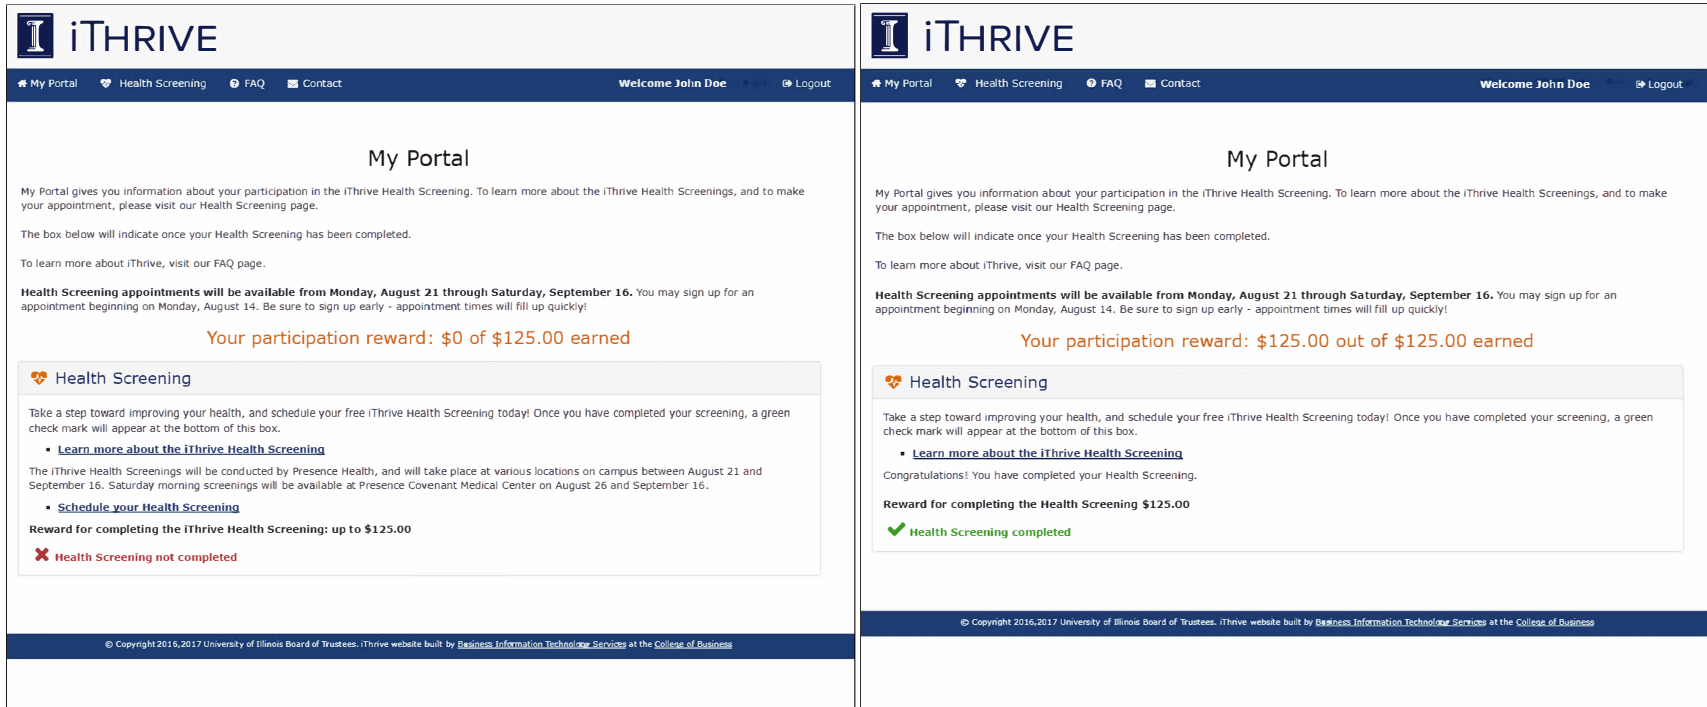 iTHRIVE
My Portal Health Screening FAQ Contact Welcome John Doe Logout
My Portal
My Portal gives you information about your participation in the iThrive Health Screening. To learn more about the iThrive Health Screenings, and to make
your appointment, please visit our Health Screening page.
The box below will indicate once your Health Screening has been completed.
To learn more about iThrive, visit our FAQ page.
Health Screening appointments will be available from Monday, August 21 through Saturday, September 16. You may sign up for an
appointment beginning on Monday, August 14. Be sure to sign up early - appointment times will fill up quickly!
Your participation reward: $0 of $125.00 earned
Health Screening
Take a step toward improving your health, and schedule your free iThrive Health Screening today! Once you have completed your screening, a green
check mark will appear at the bottom of this box.
Learn more about the iThrive Health Screening
The iThrive Health Screenings will be conducted by Presence Health, and will take place at various locations on campus between August 21 and
September 16. Saturday morning screenings will be available at Presence Covenant Medical Center on August 26 and September 16.
Schedule your Health Screening
Reward for completing the iThrive Health Screening: up to $125.00
Health Screening not completed
© Copyright 2016,2017 University of Illinois Board of Trustees. iThrive website built by Business Information Technology Services at the College of Business
iTHRIVE
My Portal Health Screening FAQ Contact Welcome John Doe Logout
My Portal
My Portal gives you information about your participation in the iThrive Health Screening. To learn more about the iThrive Health Screenings, and to make
your appointment, please visit our Health Screening page.
The box below will indicate once your Health Screening has been completed.
To learn more about iThrive, visit our FAQ page.
Health Screening appointments will be available from Monday, August 21 through Saturday, September 16. You may sign up for an
appointment beginning on Monday, August 14. Be sure to sign up early - appointment times will fill up quickly!
Your participation reward: $125.00 out of $125.00 earned
Health Screening
Take a step toward improving your health, and schedule your free iThrive Health Screening today! Once you have completed your screening, a green
check mark will appear at the bottom of this box.
Learn more about the iThrive Health Screening
Congratulations! You have completed your Health Screening.
Reward for completing the Health Screening $125.00
Health Screening completed
© Copyright 2016,2017 University of Illinois Board of Trustees. iThrive website built by Business Information Technology Services at the College of Business